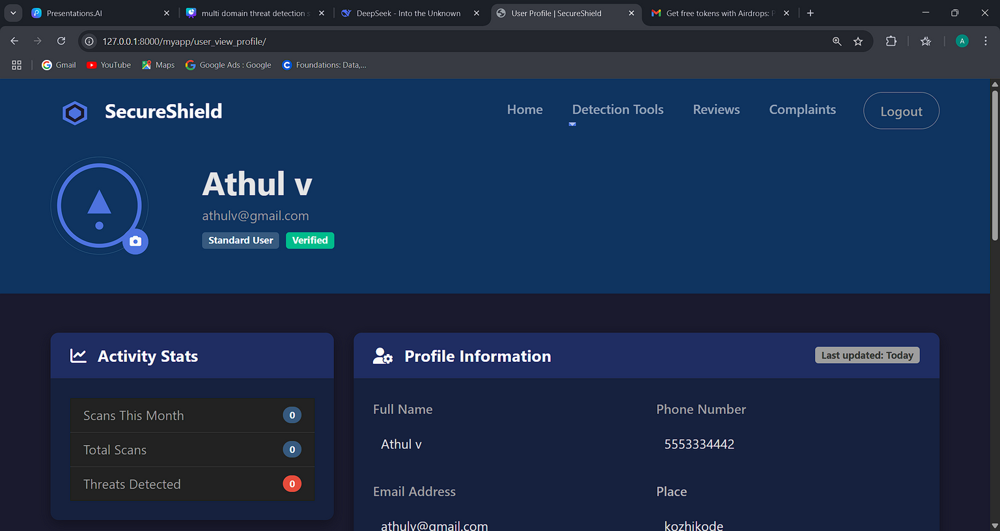 Presentations.AI
multi domain threat detection s
DeepSeek - Into the Unknown
User Profile | SecureShield
Get free tokens with Airdrops: P
127.0.0.1:8000/myapp/user_view_profile/
A
Gmail
YouTube
Maps
Google Ads : Google
Foundations: Data,...
SecureShield
Home
Detection Tools
Reviews
Complaints
Logout
Athul v
athulv@gmail.com
Standard User
Verified
Activity Stats
Scans This Month
0
Total Scans
0
Threats Detected
0
Profile Information
Last updated: Today
Full Name
Phone Number
Athul v
5553334442
Email Address
Place
athulv@gmail.com
kozhikode